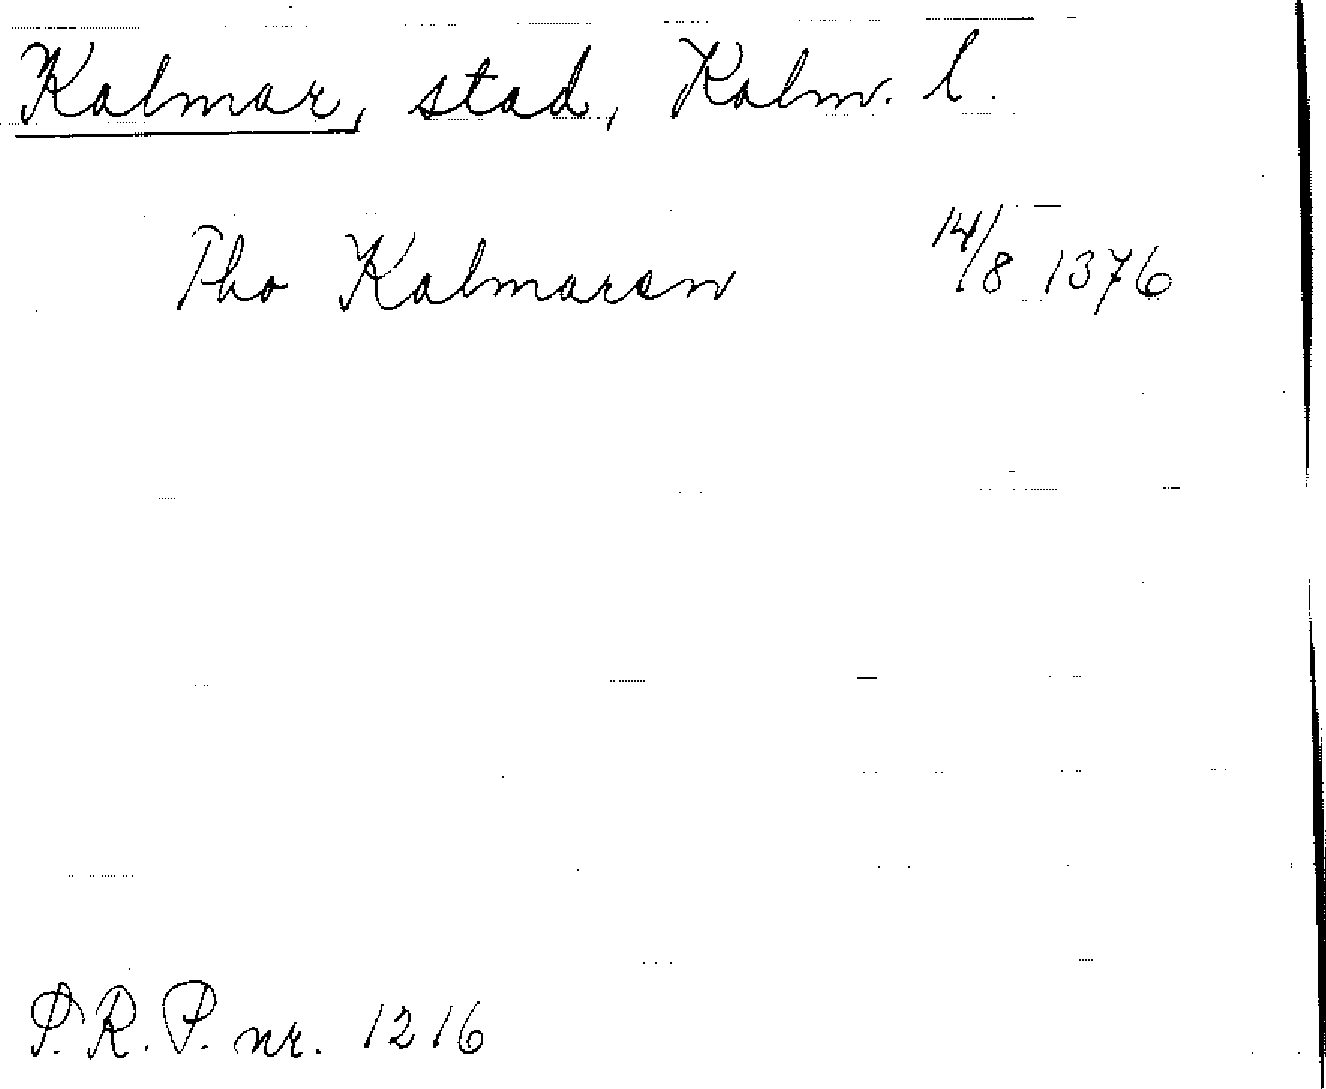 Kalmar, stad, Kalm. l.
Tho Kalmaren 14/8 1376
S.R.P. nr. 1216